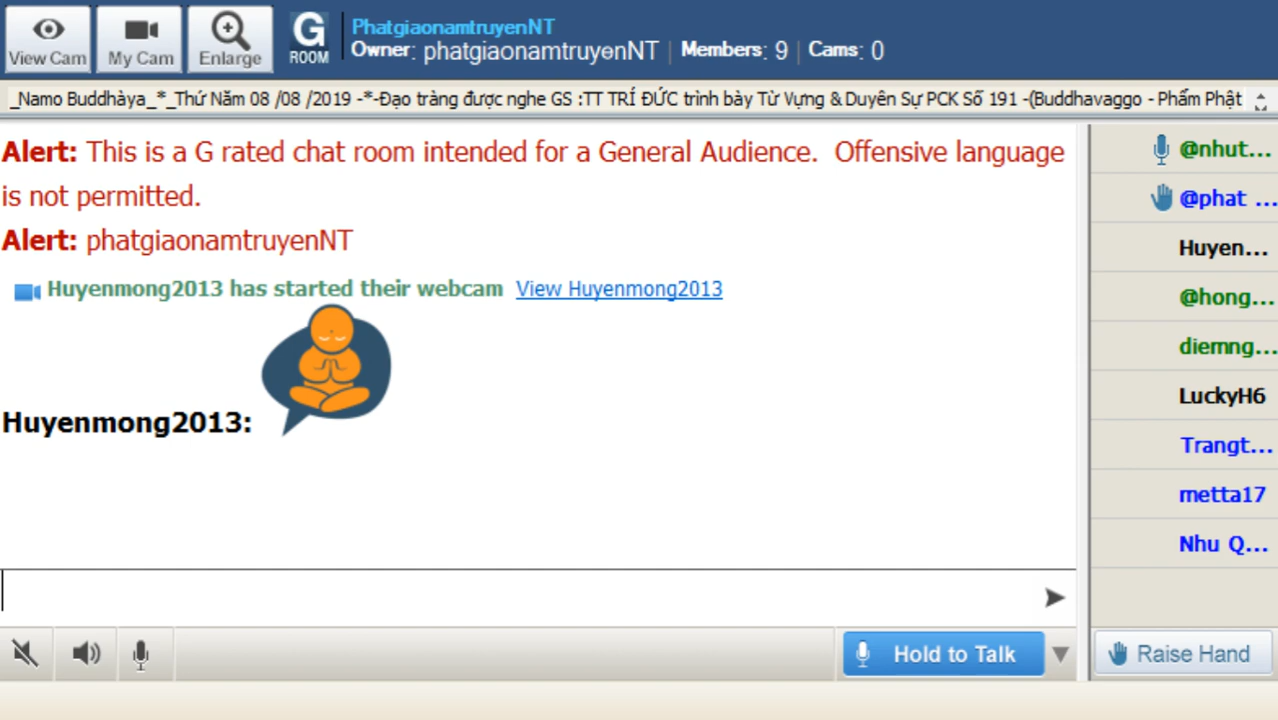 View Cam
My Cam
Enlarge
G
ROOM
PhatgiaonamtruyenNT
Owner: phatgiaonamtruyenNT | Members: 9 | Cams: 0
_Namo Buddhàya_*_Thứ Năm 08 /08 /2019 -*-Đạo tràng được nghe GS :TT TRÍ ĐỨC trình bày Từ Vựng & Duyên Sự PCK Số 191 -(Buddhavaggo - Phẩm Phật
Alert: This is a G rated chat room intended for a General Audience. Offensive language
is not permitted.
Alert: phatgiaonamtruyenNT
Huyenmong2013 has started their webcam View Huyenmong2013
Huyenmong2013:
@nhut...
@phat ...
Huyen...
@hong...
diemng...
LuckyH6
Trangt...
metta17
Nhu Q...
Hold to Talk
Raise Hand